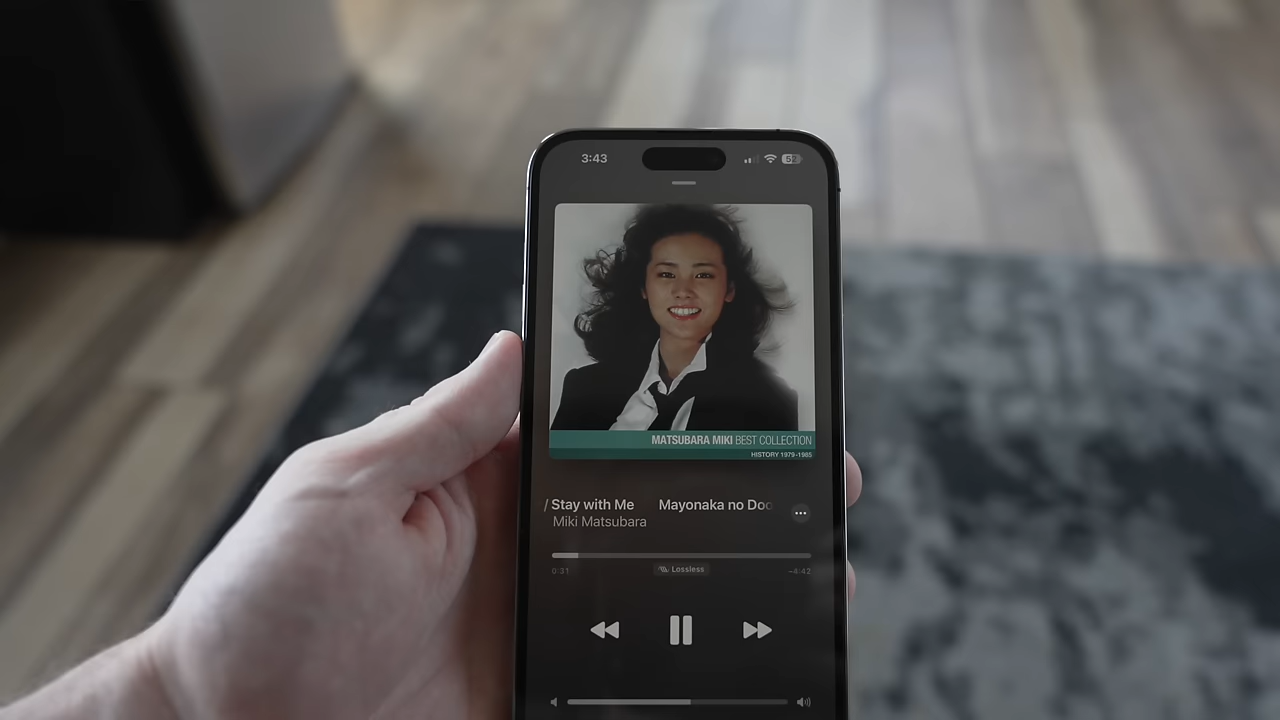 3:43
52
MATSUBARA MIKI BEST COLLECTION
HISTORY 1979-1985
/ Stay with Me Mayonaka no Doo
Miki Matsubara
0:31
Lossless
-4:42